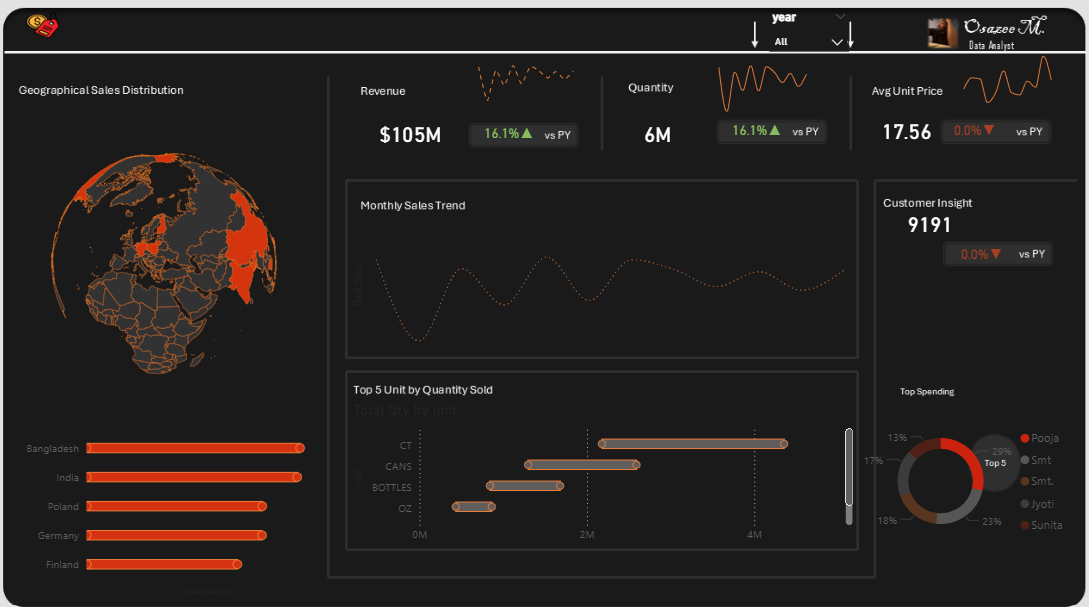 year
All
Osazee M.
Data Analyst
Geographical Sales Distribution
Revenue
$105M
16.1% ▲ vs PY
Quantity
6M
16.1% ▲ vs PY
Avg Unit Price
17.56
0.0% ▼ vs PY
Monthly Sales Trend
Total Sales
Customer Insight
9191
0.0% ▼ vs PY
Top 5 Unit by Quantity Sold
Total Qty by unit
CT
CANS
BOTTLES
OZ
0M
2M
4M
Top Spending
13%
17%
18%
23%
29%
Top 5
Pooja
Smt
Smt.
Jyoti
Sunita
Bangladesh
India
Poland
Germany
Finland
Total Sales